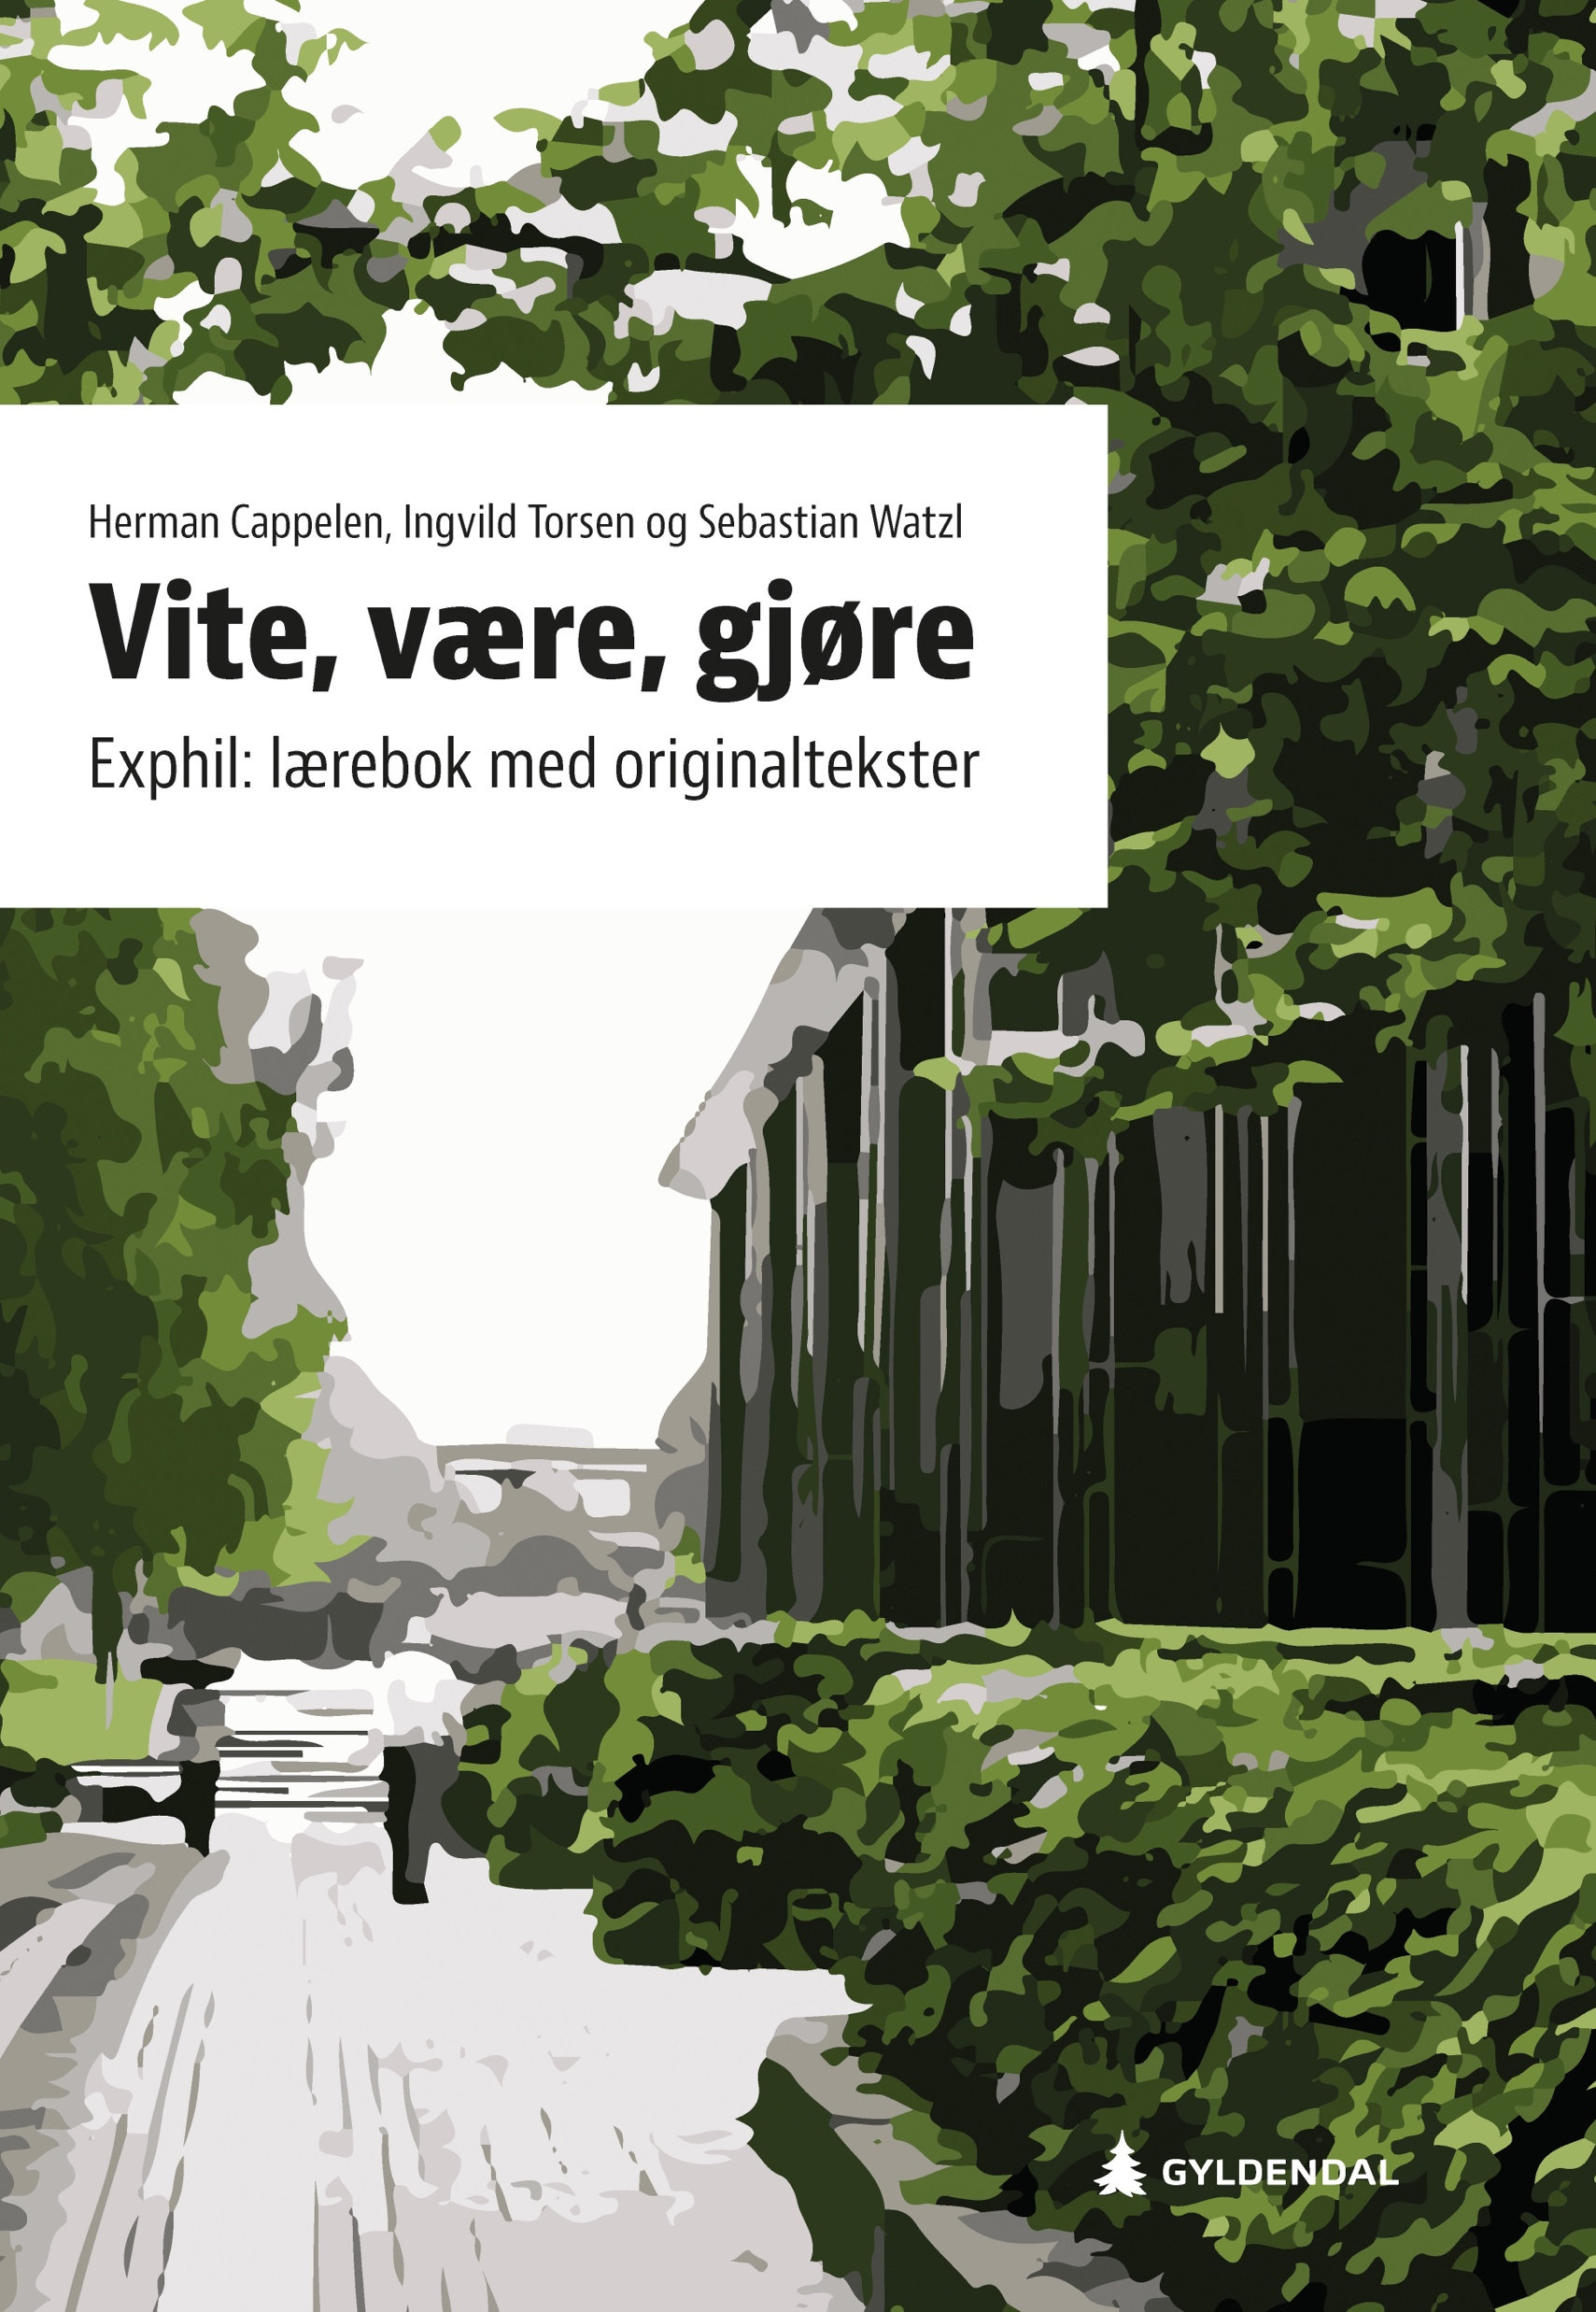 Herman Cappelen, Ingvild Torsen og Sebastian Watzl
Vite, være, gjøre
Exphil: lærebok med originaltekster
GYLDENDAL